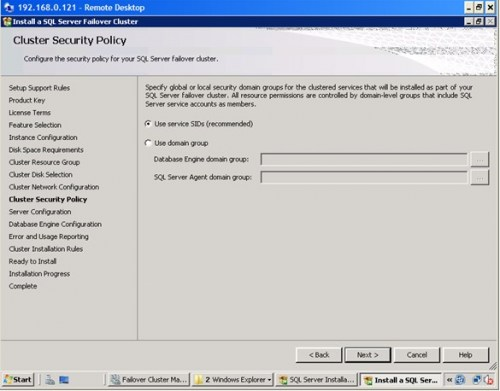 192.168.0.121 - Remote Desktop
Install a SQL Server Failover Cluster
Cluster Security Policy
Configure the security policy for your SQL Server failover cluster.
Setup Support Rules
Product Key
License Terms
Feature Selection
Instance Configuration
Disk Space Requirements
Cluster Resource Group
Cluster Disk Selection
Cluster Network Configuration
Cluster Security Policy
Server Configuration
Database Engine Configuration
Error and Usage Reporting
Cluster Installation Rules
Ready to Install
Installation Progress
Complete
Specify global or local security domain groups for the clustered services that will be installed as part of your
SQL Server failover cluster. All resource permissions are controlled by domain-level groups that include SQL
Server service accounts as members.
Use service SIDs (recommended)
Use domain group
Database Engine domain group:
...
SQL Server Agent domain group:
...
< Back
Next >
Cancel
Help
Start
Failover Cluster Ma...
2 Windows Explorer
SQL Server Installa...
Install a SQL Ser...
«